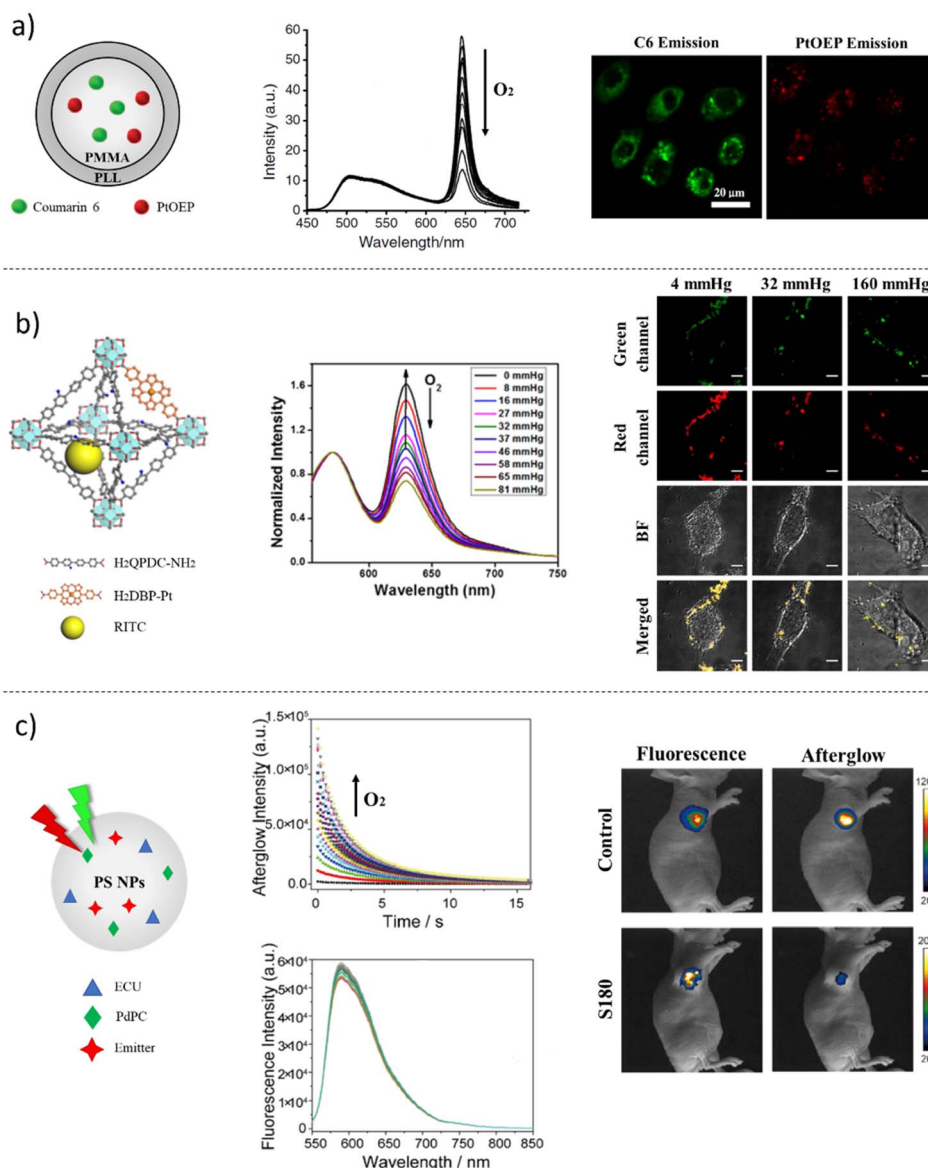 a)
PMMA
PLL
Coumarin 6
PtOEP
Intensity (a.u.)
60
50
40
30
20
10
0
O₂
450 500 550 600 650 700
Wavelength/nm
C6 Emission
PtOEP Emission
20 µm
b)
H₂QPDC-NH₂
H₂DBP-Pt
RITC
Normalized Intensity
1.6
1.2
0.8
0.4
0.0
O₂
0 mmHg
8 mmHg
16 mmHg
27 mmHg
32 mmHg
37 mmHg
46 mmHg
58 mmHg
65 mmHg
81 mmHg
600 650 700 750
Wavelength (nm)
4 mmHg
32 mmHg
160 mmHg
Green channel
Red channel
BF
Merged
c)
PS NPs
ECU
PdPC
Emitter
Afterglow Intensity (a.u.)
1.5×10⁵
1.0×10⁵
5.0×10⁴
0.0
O₂
0 5 10 15
Time / s
Fluorescence Intensity (a.u.)
6×10⁴
5×10⁴
4×10⁴
3×10⁴
2×10⁴
1×10⁴
0
550 600 650 700 750 800 850
Wavelength / nm
Fluorescence
Afterglow
Control
S180